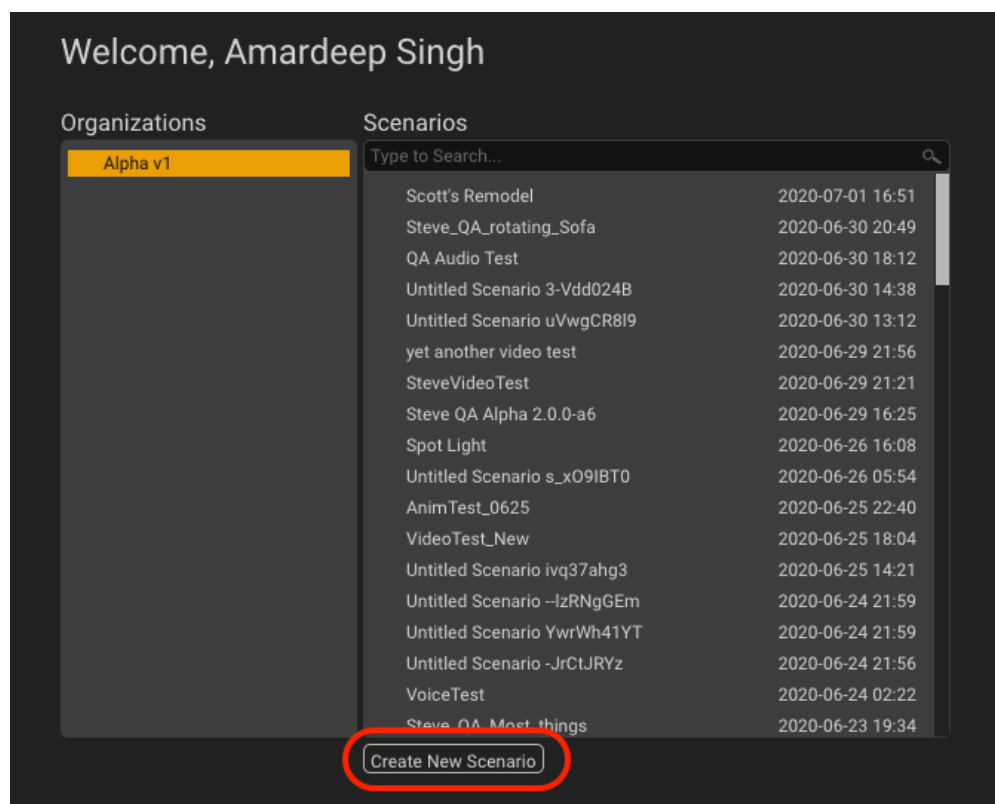 Welcome, Amardeep Singh
Organizations
Scenarios
Alpha v1
Type to Search...
Scott's Remodel 2020-07-01 16:51
Steve_QA_rotating_Sofa 2020-06-30 20:49
QA Audio Test 2020-06-30 18:12
Untitled Scenario 3-Vdd024B 2020-06-30 14:38
Untitled Scenario uVwgCR8l9 2020-06-30 13:12
yet another video test 2020-06-29 21:56
SteveVideoTest 2020-06-29 21:21
Steve QA Alpha 2.0.0-a6 2020-06-29 16:25
Spot Light 2020-06-26 16:08
Untitled Scenario s_xO9IBT0 2020-06-26 05:54
AnimTest_0625 2020-06-25 22:40
VideoTest_New 2020-06-25 18:04
Untitled Scenario ivq37ahg3 2020-06-25 14:21
Untitled Scenario --lzRNgGEm 2020-06-24 21:59
Untitled Scenario YwrWh41YT 2020-06-24 21:59
Untitled Scenario -JrCtJRYz 2020-06-24 21:56
VoiceTest 2020-06-24 02:22
Steve_QA_Most_things 2020-06-23 19:34
Create New Scenario